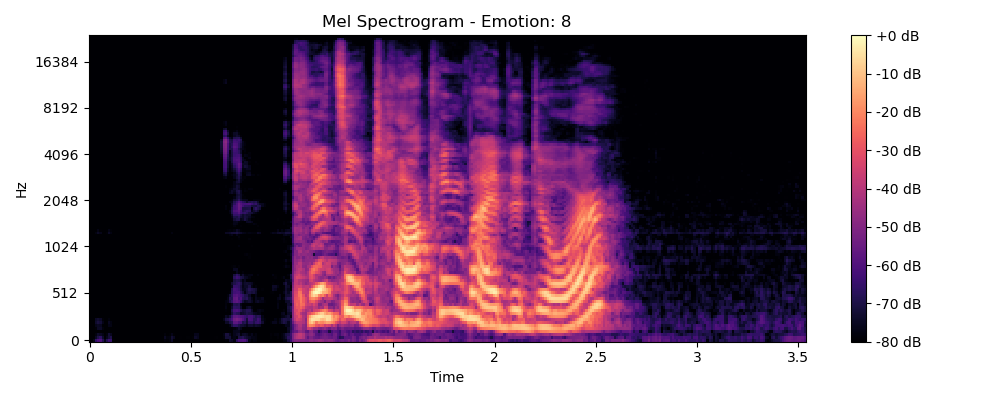 Mel Spectrogram - Emotion: 8
Hz
16384
8192
4096
2048
1024
512
0
0 0.5 1 1.5 2 2.5 3 3.5
Time
+0 dB
-10 dB
-20 dB
-30 dB
-40 dB
-50 dB
-60 dB
-70 dB
-80 dB